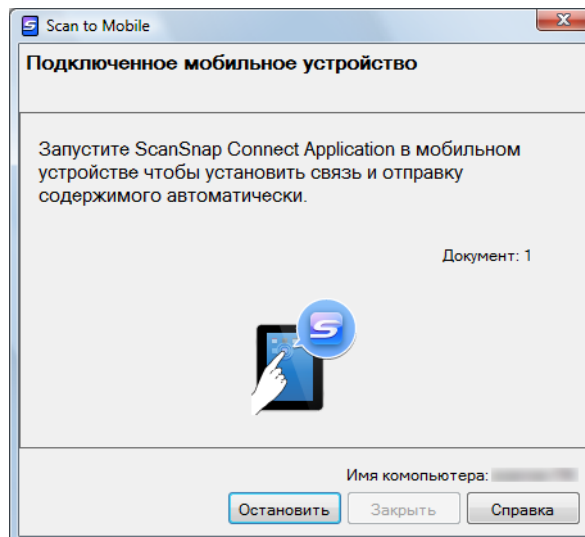 Scan to Mobile
Подключенное мобильное устройство
Запустите ScanSnap Connect Application в мобильном
устройстве чтобы установить связь и отправку
содержимого автоматически.
Документ: 1
S
Имя комопьютера:
Остановить Закрыть Справка